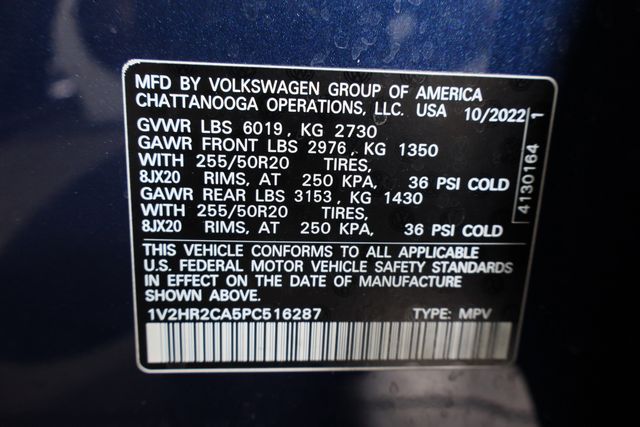 MFD BY VOLKSWAGEN GROUP OF AMERICA
CHATTANOOGA OPERATIONS, LLC. USA 10/2022
GVWR LBS 6019, KG 2730
GAWR FRONT LBS 2976, KG 1350
WITH 255/50R20 TIRES,
8JX20 RIMS, AT 250 KPA, 36 PSI COLD
GAWR REAR LBS 3153, KG 1430
WITH 255/50R20 TIRES,
8JX20 RIMS, AT 250 KPA, 36 PSI COLD
THIS VEHICLE CONFORMS TO ALL APPLICABLE
U.S. FEDERAL MOTOR VEHICLE SAFETY STANDARDS
IN EFFECT ON THE DATE OF MANUFACTURE
SHOWN ABOVE.
1V2HR2CA5PC516287 TYPE: MPV
4130164 1